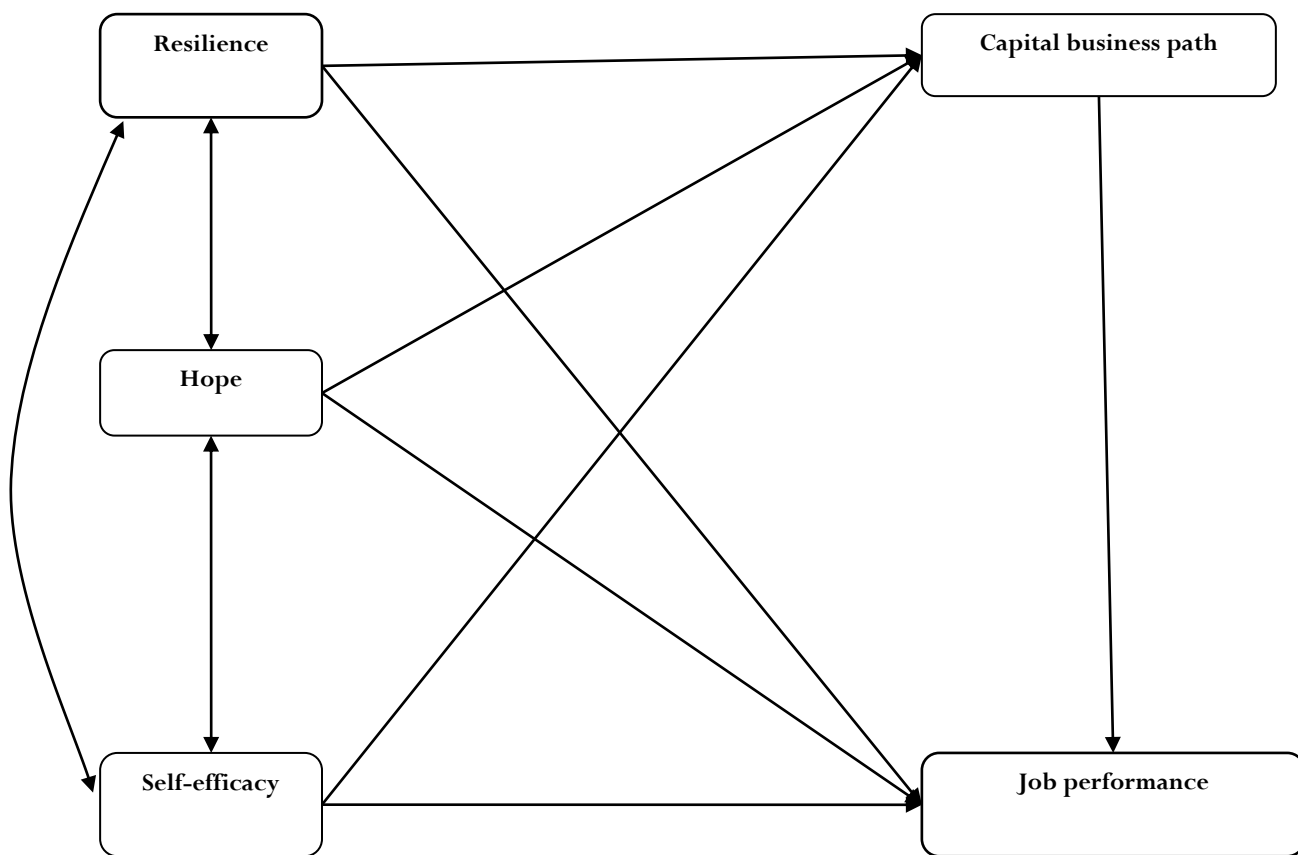 Resilience
Capital business path
Hope
Self-efficacy
Job performance